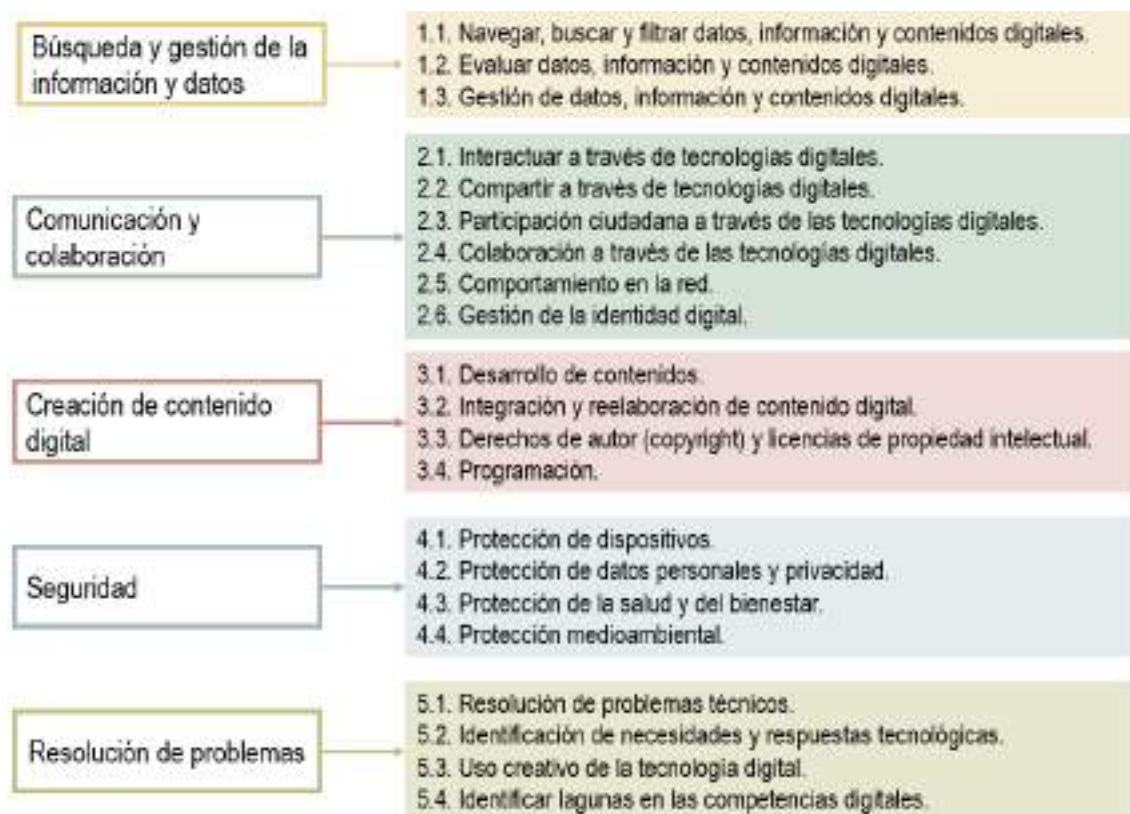 Búsqueda y gestión de la
información y datos
1.1. Navegar, buscar y filtrar datos, información y contenidos digitales.
1.2. Evaluar datos, información y contenidos digitales.
1.3. Gestión de datos, información y contenidos digitales.
Comunicación y
colaboración
2.1. Interactuar a través de tecnologías digitales.
2.2. Compartir a través de tecnologías digitales.
2.3. Participación ciudadana a través de las tecnologías digitales.
2.4. Colaboración a través de las tecnologías digitales.
2.5. Comportamiento en la red.
2.6. Gestión de la identidad digital.
Creación de contenido
digital
3.1. Desarrollo de contenidos.
3.2. Integración y reelaboración de contenido digital.
3.3. Derechos de autor (copyright) y licencias de propiedad intelectual.
3.4. Programación.
Seguridad
4.1. Protección de dispositivos.
4.2. Protección de datos personales y privacidad.
4.3. Protección de la salud y del bienestar.
4.4. Protección medioambiental.
Resolución de problemas
5.1. Resolución de problemas técnicos.
5.2. Identificación de necesidades y respuestas tecnológicas.
5.3. Uso creativo de la tecnología digital.
5.4. Identificar lagunas en las competencias digitales.